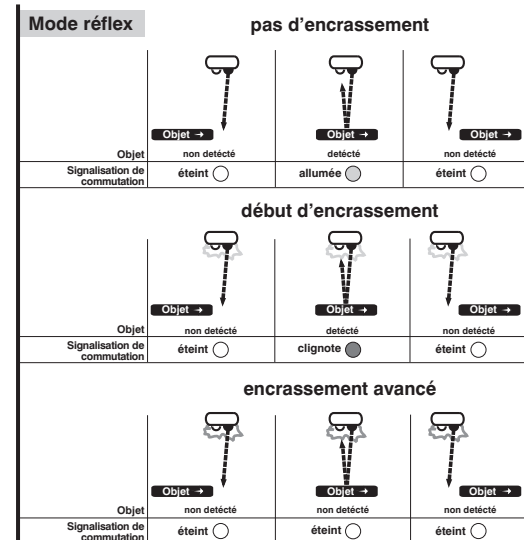 Mode réflex
pas d'encrassement
Objet → Objet → Objet →
Objet non detécté detécté non detécté
Signalisation de commutation éteint allumée éteint
début d'encrassement
Objet → Objet → Objet →
Objet non detécté detécté non detécté
Signalisation de commutation éteint clignote éteint
encrassement avancé
Objet → Objet → Objet →
Objet non detécté non detécté non detécté
Signalisation de commutation éteint éteint éteint